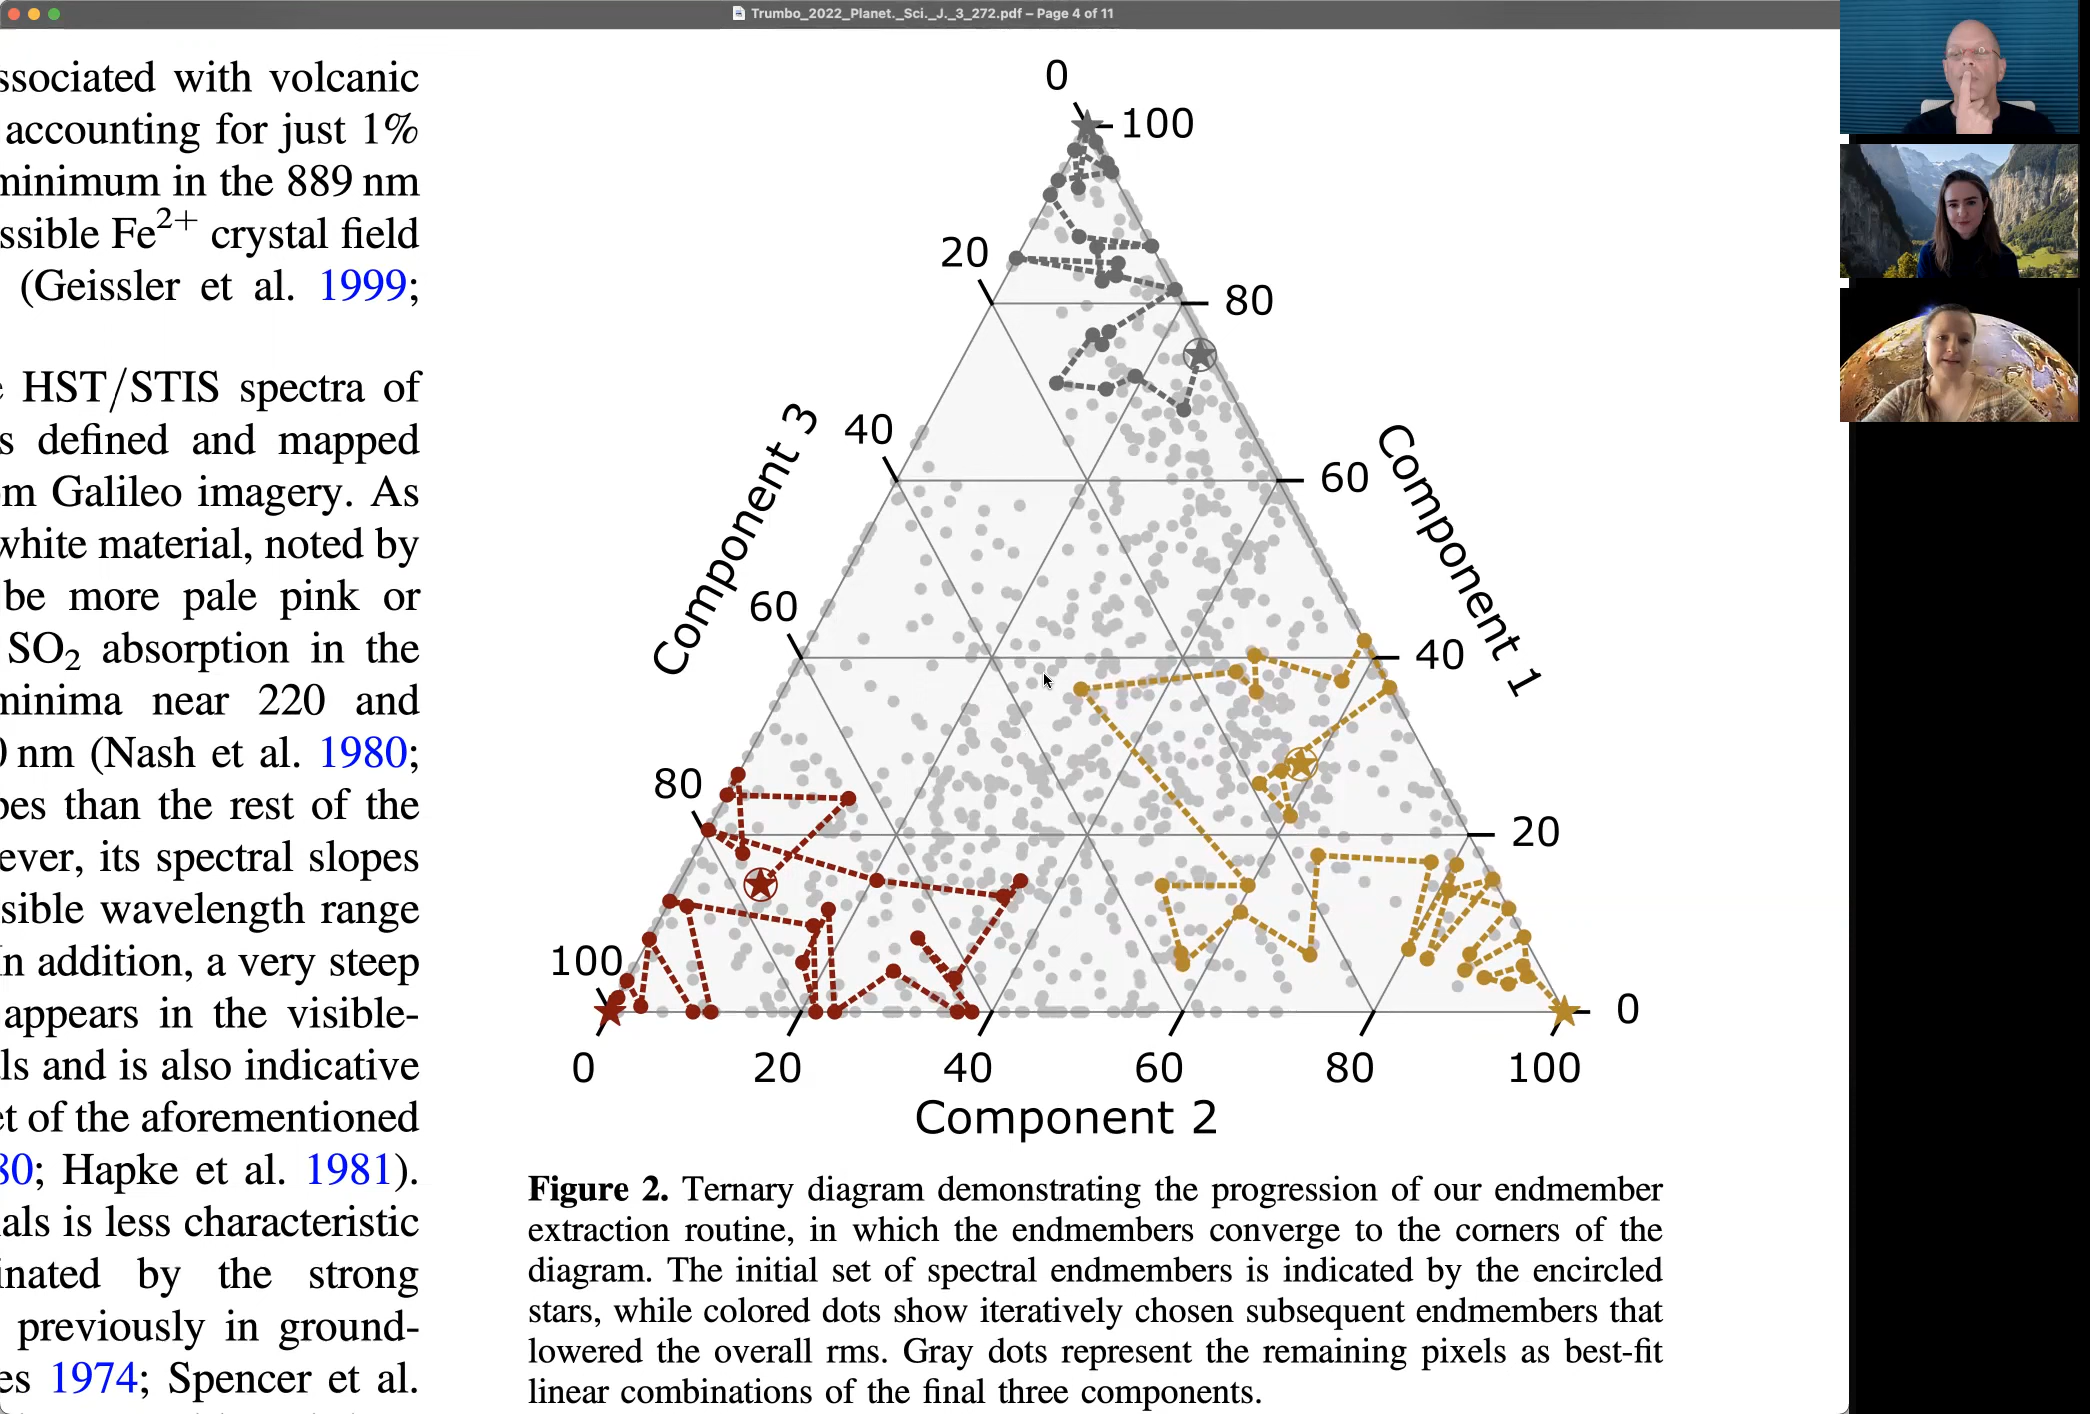 Trumbo_2022_Planet._Sci._J._3_272.pdf – Page 4 of 11
ssociated with volcanic
accounting for just 1%
minimum in the 889 nm
ssible Fe2+ crystal field
(Geissler et al. 1999;
HST/STIS spectra of
s defined and mapped
om Galileo imagery. As
white material, noted by
be more pale pink or
SO2 absorption in the
minima near 220 and
0 nm (Nash et al. 1980;
pes than the rest of the
ever, its spectral slopes
sible wavelength range
In addition, a very steep
appears in the visible-
ls and is also indicative
et of the aforementioned
80; Hapke et al. 1981).
als is less characteristic
inated by the strong
previously in ground-
es 1974; Spencer et al.
0
100
20
80
40
60
60
40
80
20
100
0
0
20
40
60
80
100
Component 3
Component 1
Component 2
Figure 2. Ternary diagram demonstrating the progression of our endmember
extraction routine, in which the endmembers converge to the corners of the
diagram. The initial set of spectral endmembers is indicated by the encircled
stars, while colored dots show iteratively chosen subsequent endmembers that
lowered the overall rms. Gray dots represent the remaining pixels as best-fit
linear combinations of the final three components.